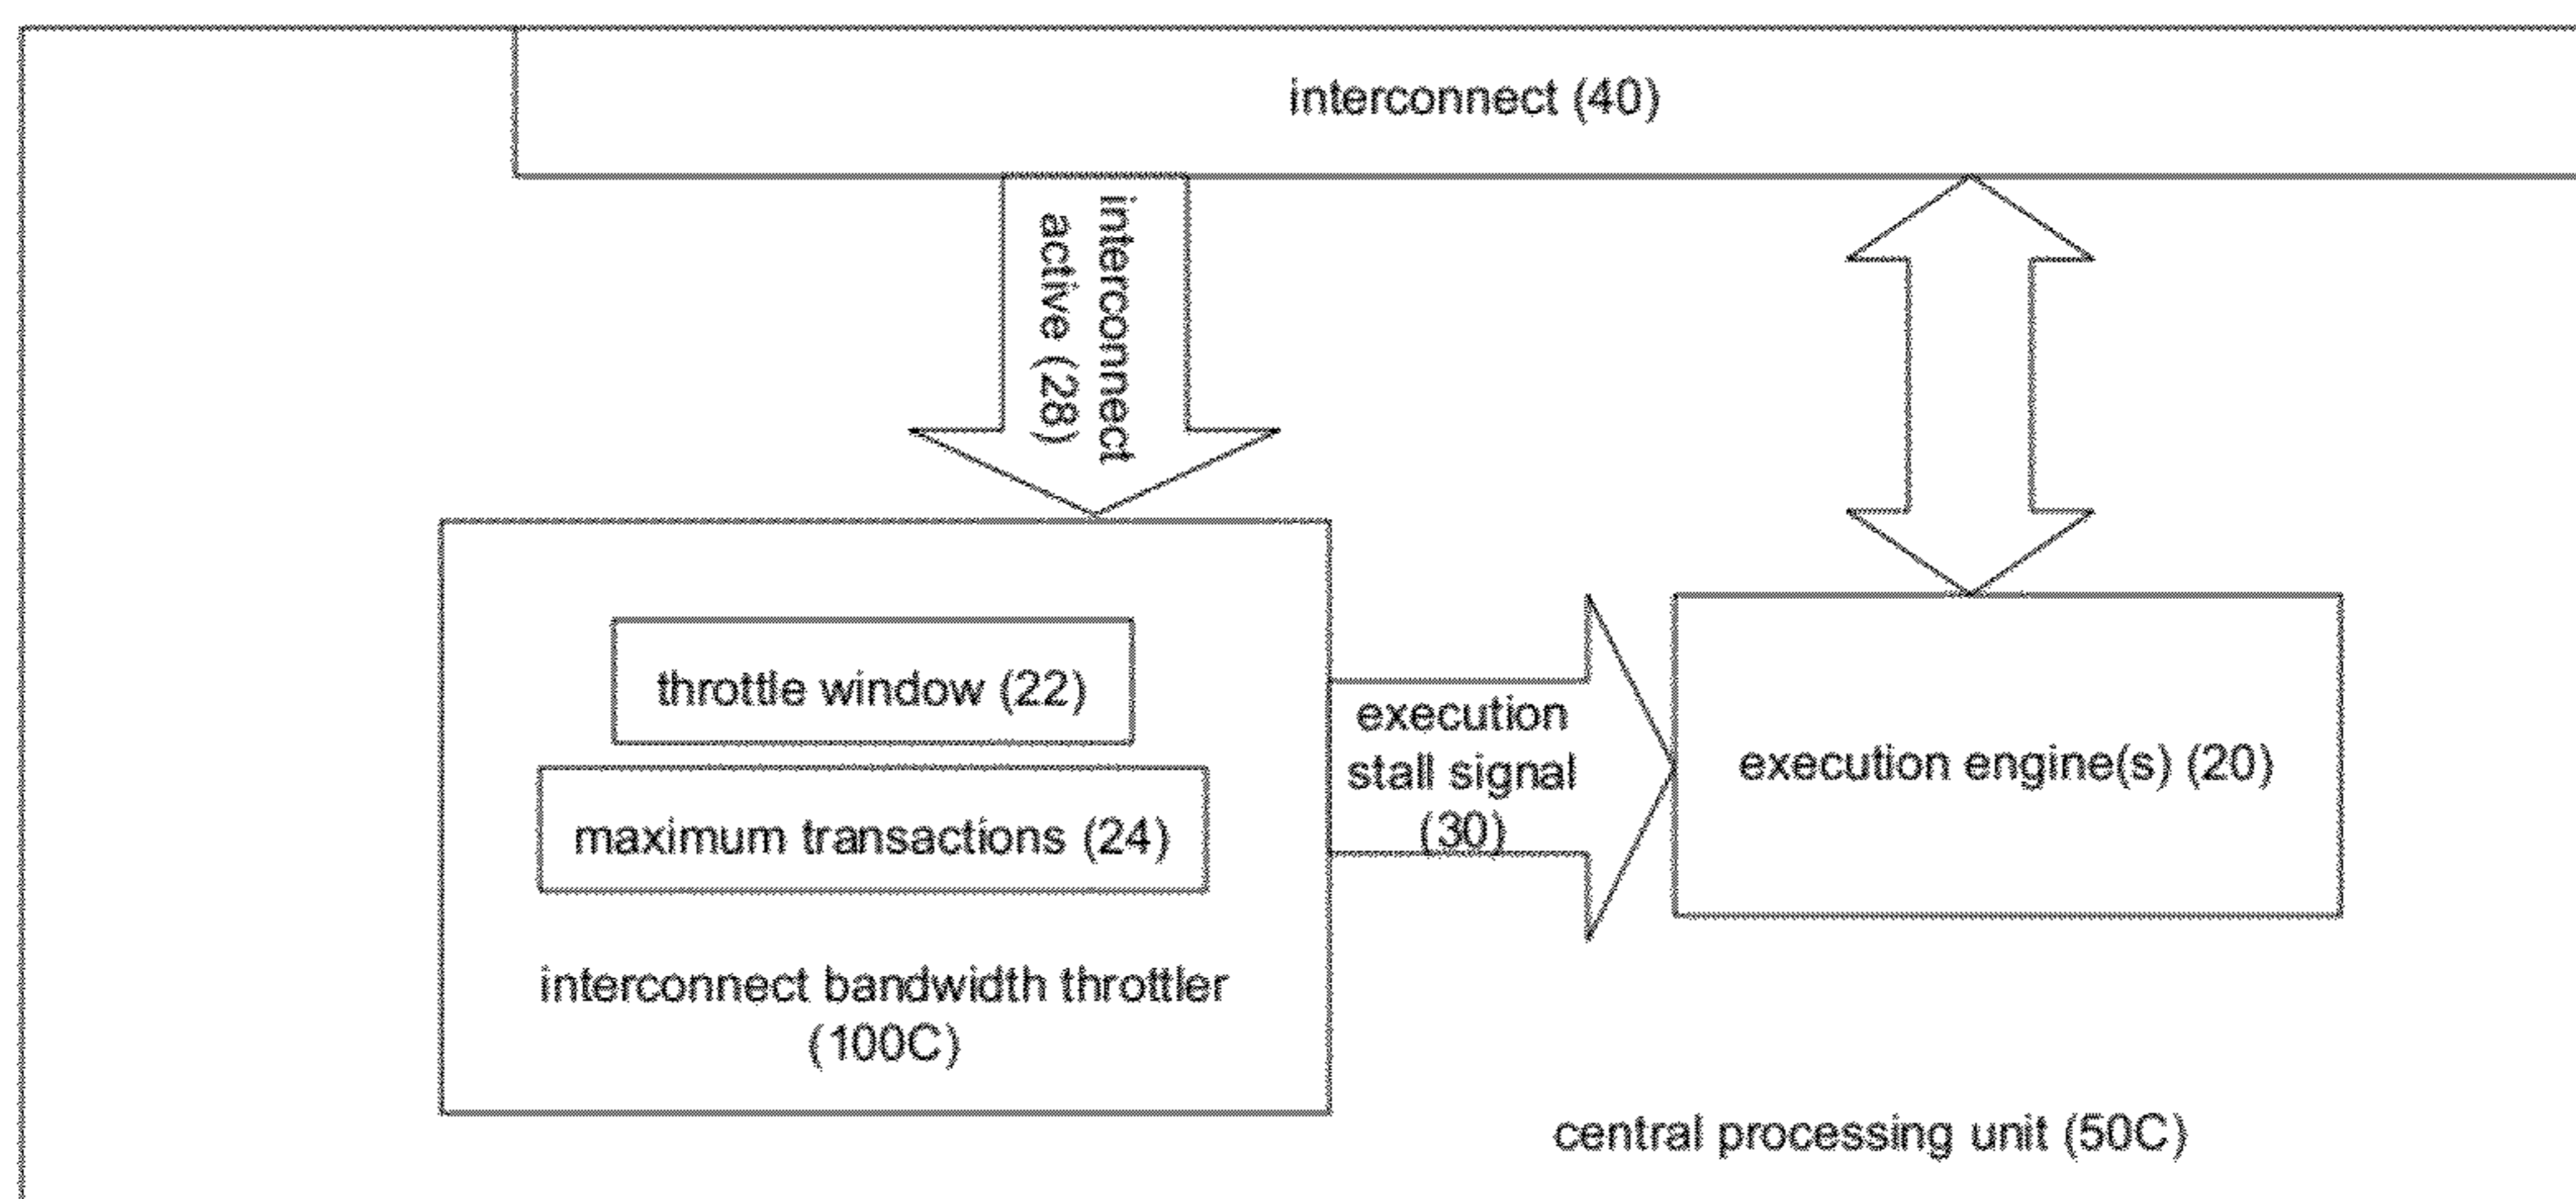 interconnect (40)
interconnect
active (28)
throttle window (22)
maximum transactions (24)
interconnect bandwidth throttler
(100C)
execution
stall signal
(30)
execution engine(s) (20)
central processing unit (50C)